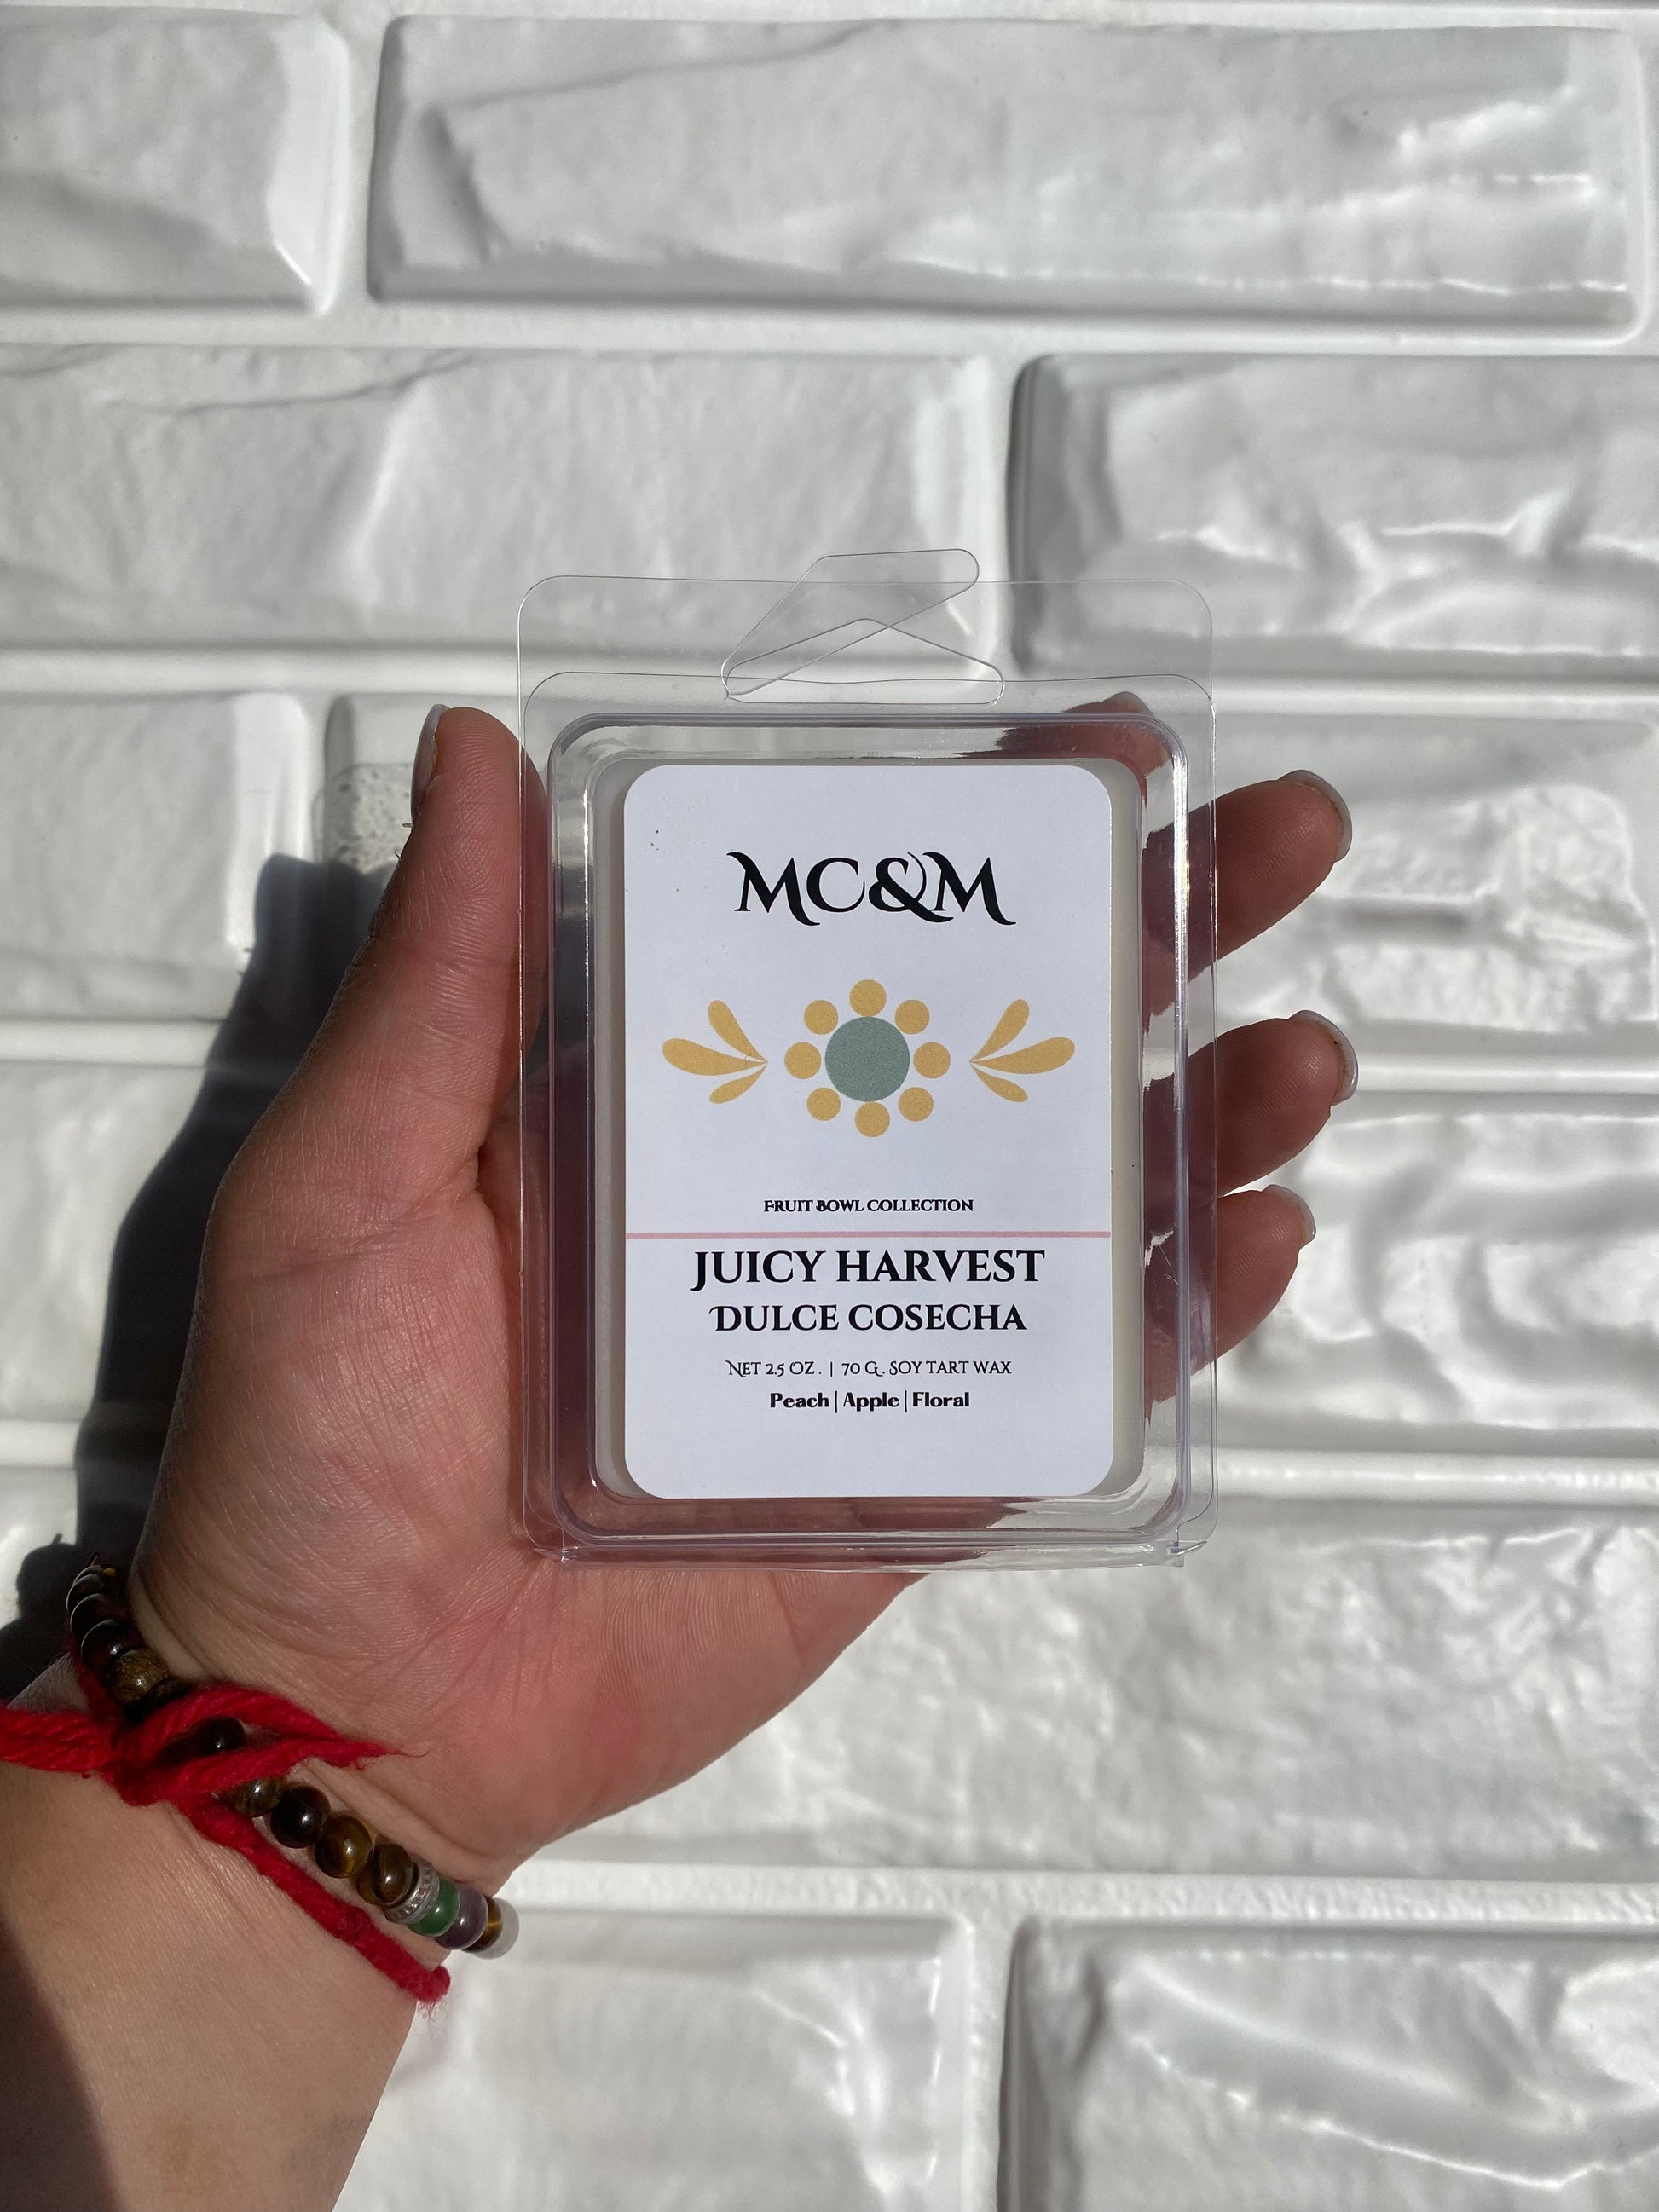 MC&M
FRUIT BOWL COLLECTION
JUICY HARVEST
DULCE COSECHA
NET 2.5 OZ. | 70 G. SOY TART WAX
Peach | Apple | Floral